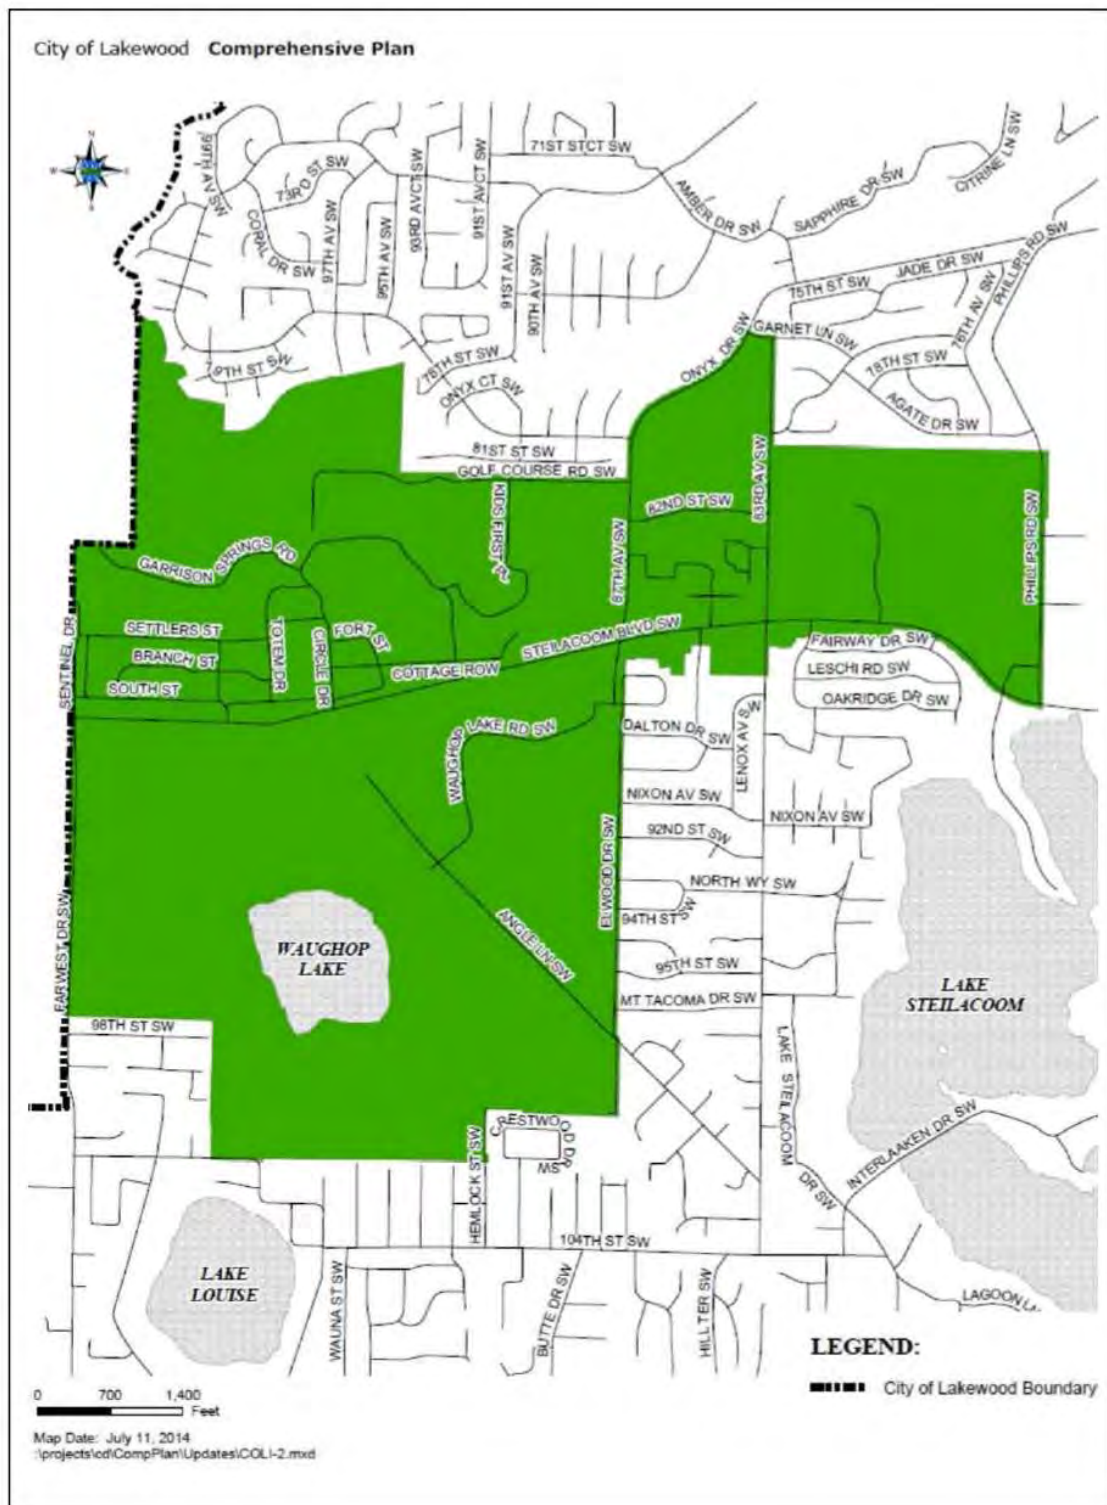 City of Lakewood Comprehensive Plan
N
W
E
S
99TH AV SW
73RD ST SW
CORAL DR SW
97TH AV SW
95TH AV SW
93RD AVCT SW
91ST AVCT SW
71ST STCT SW
AMBER DR SW
SAPPHIRE DR SW
CITRINE LN SW
91ST AV SW
90TH AV SW
75TH ST SW
JADE DR SW
PHILLIPS RD SW
GARNET LN SW
76TH AV SW
78TH ST SW
AGATE DR SW
ONYX DR SW
79TH ST SW
78TH ST SW
ONYX CT SW
81ST ST SW
GOLF COURSE RD SW
KIDS FIRST PL
82ND ST SW
83RD AV SW
87TH AV SW
PHILLIPS RD SW
GARRISON SPRINGS RD
SETTLERS ST
TOTEM DR
CIRCLE DR
FORT ST
BRANCH ST
SOUTH ST
SENTINEL DR
COTTAGE ROW
STEILACOOM BLVD SW
FAIRWAY DR SW
LESCHI RD SW
OAKRIDGE DR SW
WAUGHOP LAKE RD SW
DALTON DR SW
LENOX AV SW
NIXON AV SW
NIXON AV SW
92ND ST SW
ELWOOD DR SW
NORTH WY SW
94TH ST SW
ANGLE LN SW
95TH ST SW
MT TACOMA DR SW
FARWEST DR SW
WAUGHOP
LAKE
LAKE
STEILACOOM
98TH ST SW
LAKE STEILACOOM DR SW
INTERLAAKEN DR SW
CRESTWOOD DR SW
HEMLOCK ST SW
104TH ST SW
LAKE
LOUISE
WAUNA ST SW
BUTTE DR SW
HILLTER SW
LAGOON LN
LEGEND:
City of Lakewood Boundary
0 700 1,400
Feet
Map Date: July 11, 2014
:\projects\cd\CompPlan\Updates\COLI-2.mxd